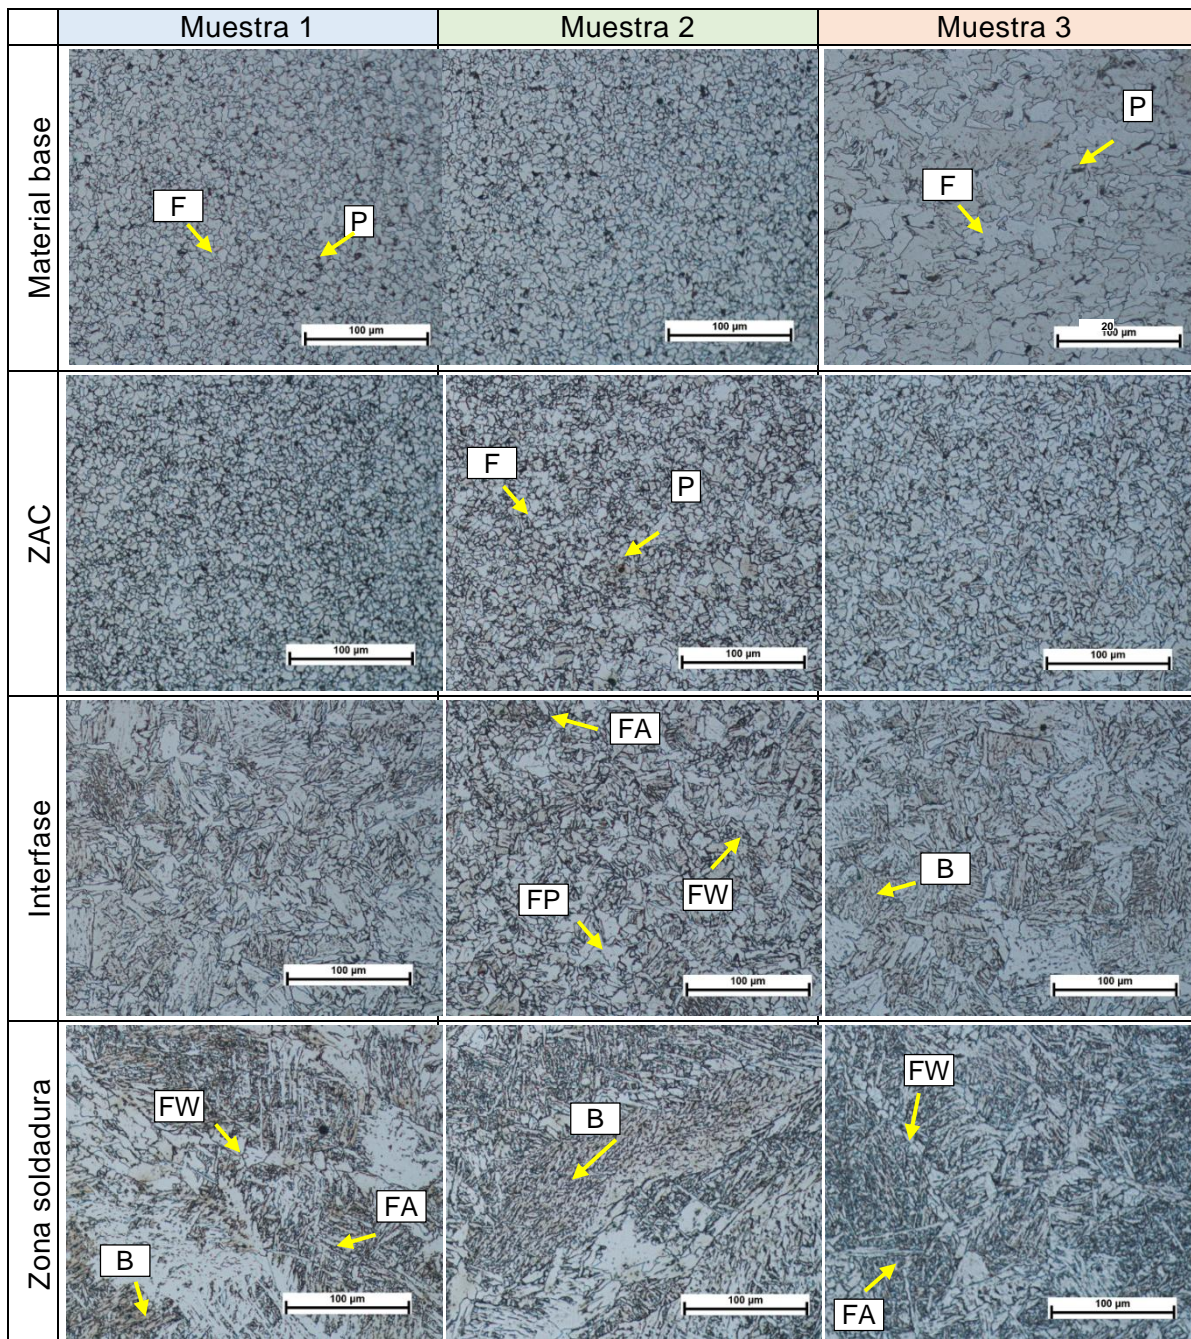 Muestra 1
Muestra 2
Muestra 3
Material base
F
P
100 µm
100 µm
F
P
20
100 µm
ZAC
100 µm
F
P
100 µm
100 µm
Interfase
100 µm
FA
FW
FP
100 µm
B
100 µm
Zona soldadura
FW
FA
B
100 µm
B
100 µm
FW
FA
100 µm